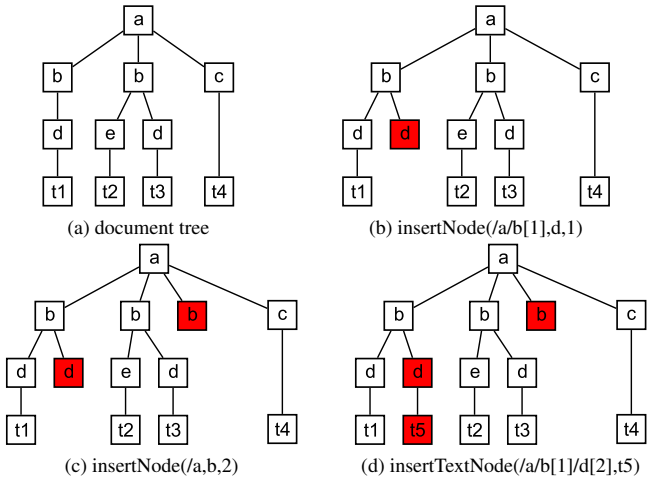 a a
b b c b b c
d e d d d e d
t1 t2 t3 t4 t1 t2 t3 t4
(a) document tree (b) insertNode(/a/b[1],d,1)
a a
b b b c b b b c
d d e d d d e d
t1 t2 t3 t4 t1 t5 t2 t3 t4
(c) insertNode(/a,b,2) (d) insertTextNode(/a/b[1]/d[2],t5)